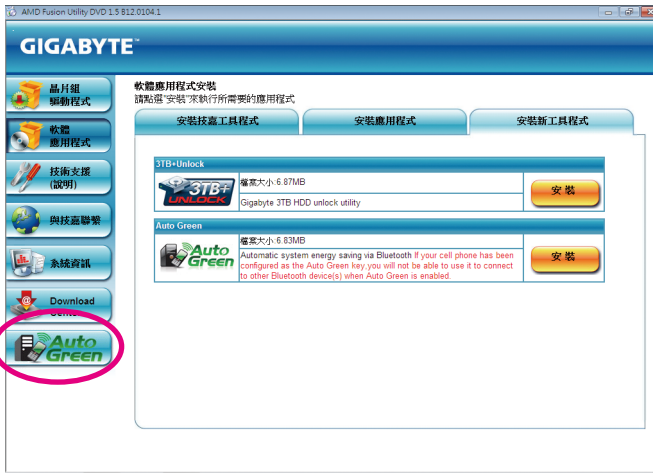 AMD Fusion Utility DVD 1.5 B12.0104.1
GIGABYTE™
晶片組
驅動程式
軟體
應用程式
技術支援
(說明)
與技嘉聯繫
系統資訊
Download
Center
Auto
Green
軟體應用程式安裝
請點選"安裝"來執行所需要的應用程式
安裝技嘉工具程式
安裝應用程式
安裝新工具程式
3TB+Unlock
3TB+
UNLOCK
檔案大小:6.87MB
Gigabyte 3TB HDD unlock utility
安裝
Auto Green
Auto
Green
檔案大小:6.83MB
Automatic system energy saving via Bluetooth If your cell phone has been
configured as the Auto Green key,you will not be able to use it to connect
to other Bluetooth device(s) when Auto Green is enabled.
安裝